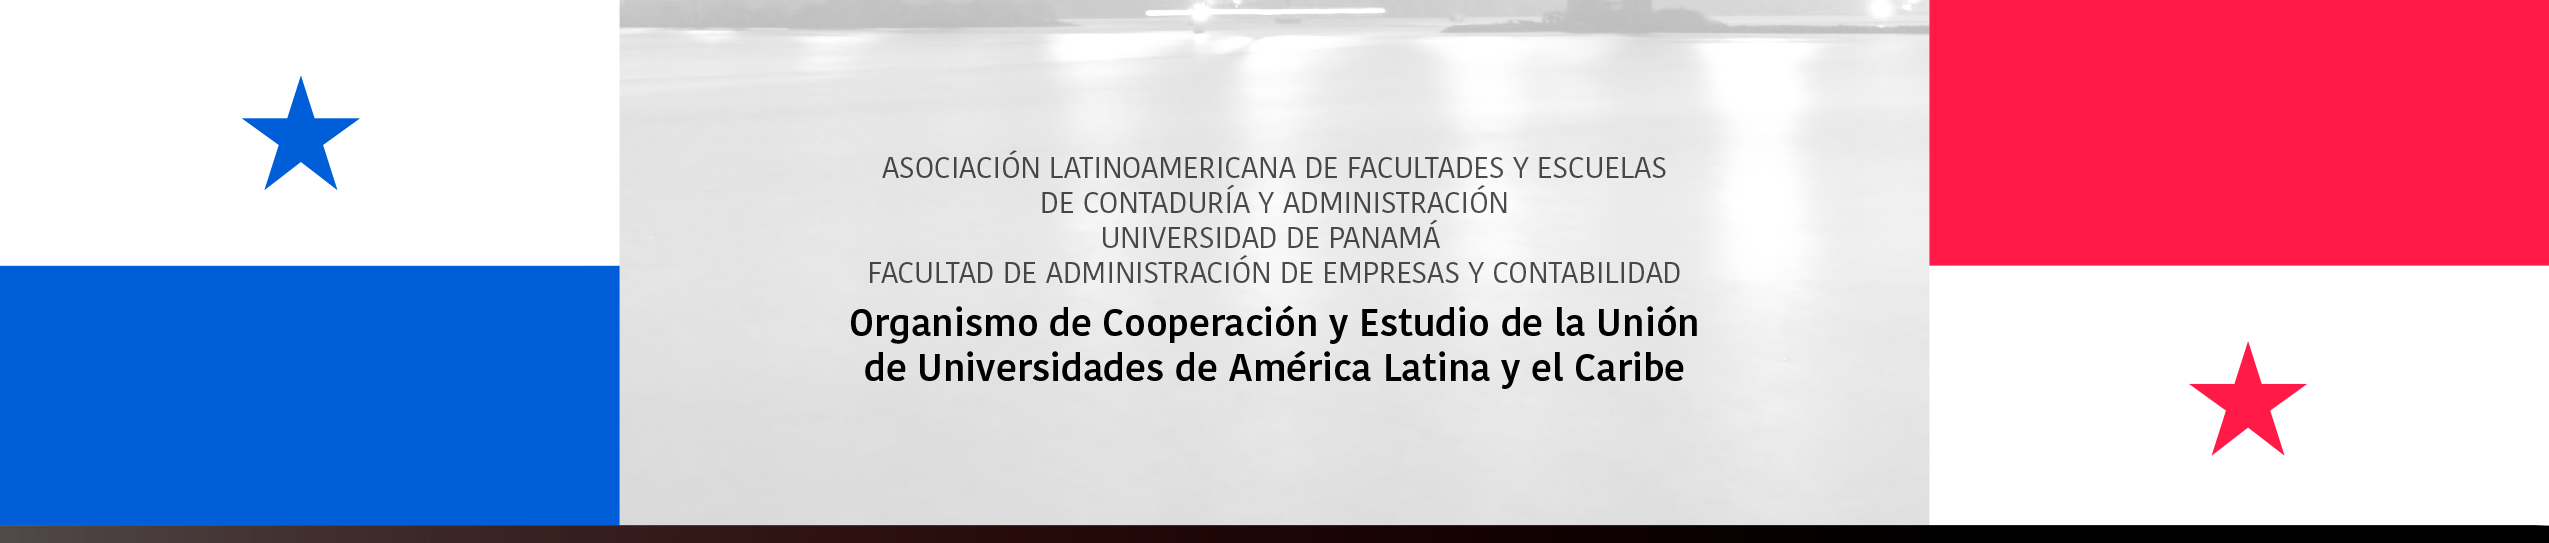 ASOCIACIÓN LATINOAMERICANA DE FACULTADES Y ESCUELAS
DE CONTADURÍA Y ADMINISTRACIÓN
UNIVERSIDAD DE PANAMÁ
FACULTAD DE ADMINISTRACIÓN DE EMPRESAS Y CONTABILIDAD
Organismo de Cooperación y Estudio de la Unión
de Universidades de América Latina y el Caribe